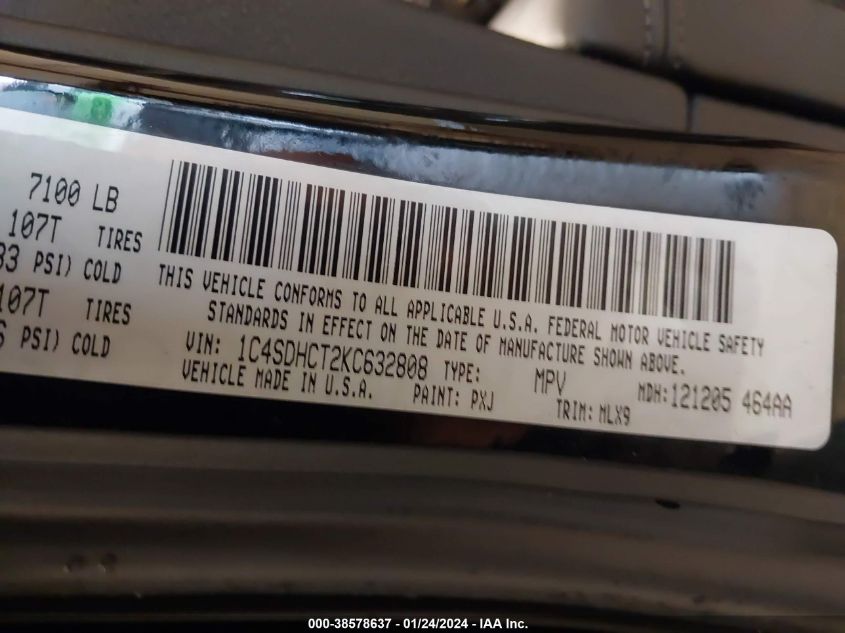 7100 LB
107T TIRES
33 PSI) COLD
107T TIRES
PSI) COLD
THIS VEHICLE CONFORMS TO ALL APPLICABLE U.S.A. FEDERAL MOTOR VEHICLE SAFETY
STANDARDS IN EFFECT ON THE DATE OF MANUFACTURE SHOWN ABOVE.
VIN: 1C4SDHCT2KC632808 TYPE: MPV MDH:121205 464AA
VEHICLE MADE IN U.S.A. PAINT: PXJ TRIM: MLX9
000-38578637 - 01/24/2024 - IAA Inc.